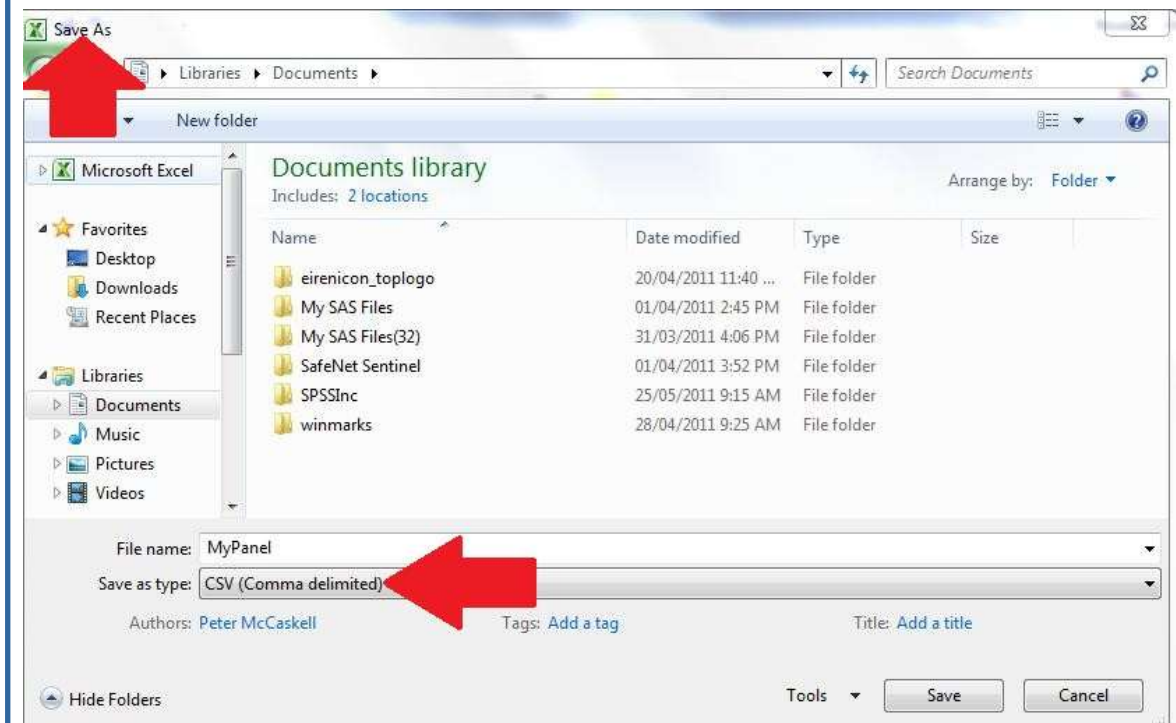 Save As
Libraries Documents Search Documents
New folder
Microsoft Excel
Favorites
Desktop
Downloads
Recent Places
Libraries
Documents
Music
Pictures
Videos
Documents library
Includes: 2 locations
Arrange by: Folder
Name Date modified Type Size
eirenicon_toplogo 20/04/2011 11:40 ... File folder
My SAS Files 01/04/2011 2:45 PM File folder
My SAS Files(32) 31/03/2011 4:06 PM File folder
SafeNet Sentinel 01/04/2011 3:52 PM File folder
SPSSInc 25/05/2011 9:15 AM File folder
winmarks 28/04/2011 9:25 AM File folder
File name: MyPanel
Save as type: CSV (Comma delimited)
Authors: Peter McCaskell Tags: Add a tag Title: Add a title
Hide Folders Tools Save Cancel